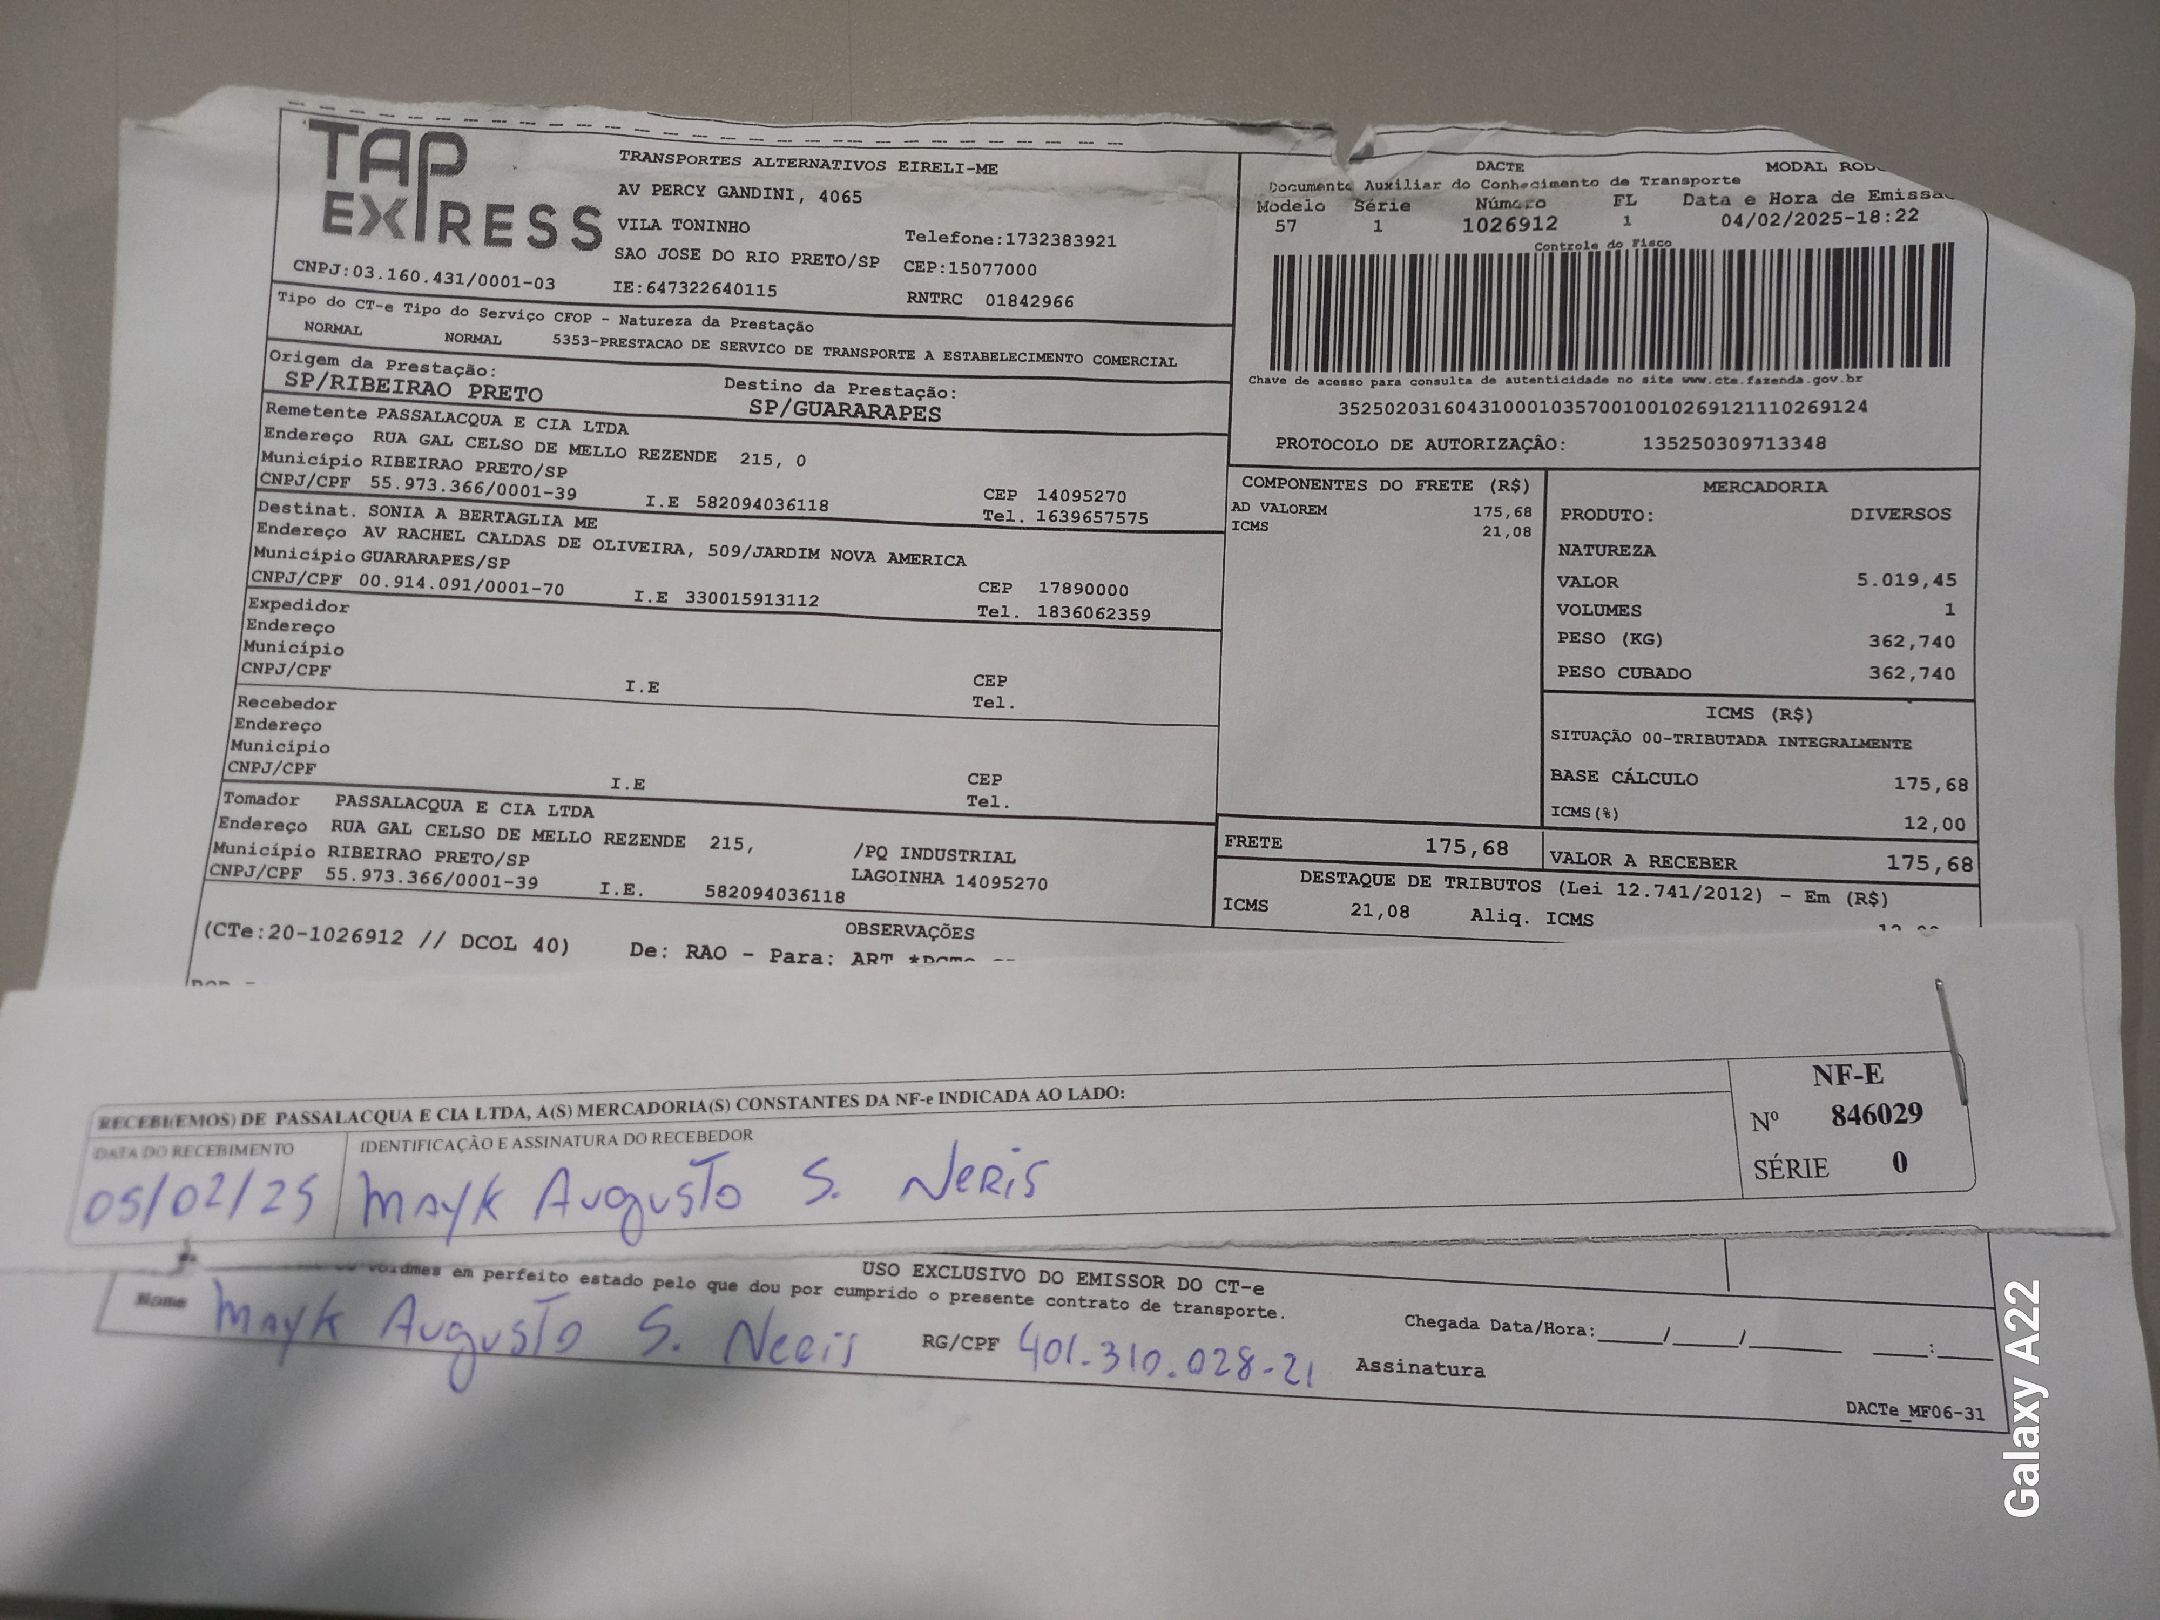 TAP EXPRESS
TRANSPORTES ALTERNATIVOS EIRELI-ME
AV PERCY GANDINI, 4065
VILA TONINHO
Telefone:1732383921
SAO JOSE DO RIO PRETO/SP CEP:15077000
CNPJ:03.160.431/0001-03 IE:647322640115 RNTRC 01842966
DACTE MODAL
Documento Auxiliar do Conhecimento de Transporte
Modelo Série Número FL Data e Hora de
57 1 1026912 1 04/02/2025-18:22
Controle do Fisco
Chave de acesso para consulta de autenticidade no site www.cte.fazenda.gov.br
35250203160431000103570010010269121110269124
PROTOCOLO DE AUTORIZAÇÃO: 135250309713348
Tipo do CT-e Tipo do Serviço CFOP - Natureza da Prestação
NORMAL NORMAL 5353-PRESTACAO DE SERVICO DE TRANSPORTE A ESTABELECIMENTO COMERCIAL
Origem da Prestação: Destino da Prestação:
SP/RIBEIRAO PRETO SP/GUARARAPES
Remetente PASSALACQUA E CIA LTDA
Endereço RUA GAL CELSO DE MELLO REZENDE 215, 0
Município RIBEIRAO PRETO/SP CEP 14095270
CNPJ/CPF 55.973.366/0001-39 I.E 582094036118 Tel. 1639657575
Destinat. SONIA A BERTAGLIA ME
Endereço AV RACHEL CALDAS DE OLIVEIRA, 509/JARDIM NOVA AMERICA
Município GUARARAPES/SP CEP 17890000
CNPJ/CPF 00.914.091/0001-70 I.E 330015913112 Tel. 1836062359
Expedidor
Endereço
Município CEP
CNPJ/CPF I.E Tel.
Recebedor
Endereço
Município CEP
CNPJ/CPF I.E Tel.
Tomador PASSALACQUA E CIA LTDA
Endereço RUA GAL CELSO DE MELLO REZENDE 215, /PQ INDUSTRIAL
Município RIBEIRAO PRETO/SP LAGOINHA 14095270
CNPJ/CPF 55.973.366/0001-39 I.E. 582094036118
COMPONENTES DO FRETE (R$)
AD VALOREM 175,68
ICMS 21,08
MERCADORIA
PRODUTO: DIVERSOS
NATUREZA
VALOR 5.019,45
VOLUMES 1
PESO (KG) 362,740
PESO CUBADO 362,740
ICMS (R$)
SITUAÇÃO 00-TRIBUTADA INTEGRALMENTE
BASE CÁLCULO 175,68
ICMS(%) 12,00
FRETE 175,68 VALOR A RECEBER 175,68
DESTAQUE DE TRIBUTOS (Lei 12.741/2012) - Em (R$)
ICMS 21,08 Aliq. ICMS
OBSERVAÇÕES
(CTe:20-1026912 // DCOL 40) De: RAO - Para: ART
RECEBI(EMOS) DE PASSALACQUA E CIA LTDA, A(S) MERCADORIA(S) CONSTANTES DA NF-e INDICADA AO LADO:
DATA DO RECEBIMENTO IDENTIFICAÇÃO E ASSINATURA DO RECEBEDOR
05/02/25 Mayk Augusto S. Neris
NF-E
Nº 846029
SÉRIE 0
USO EXCLUSIVO DO EMISSOR DO CT-e
volumes em perfeito estado pelo que dou por cumprido o presente contrato de transporte.
Nome Mayk Augusto S. Neris RG/CPF 401.310.028-21
Chegada Data/Hora:_____/_____/_______ ____:____
Assinatura
DACTe_MF06-31
Galaxy A22